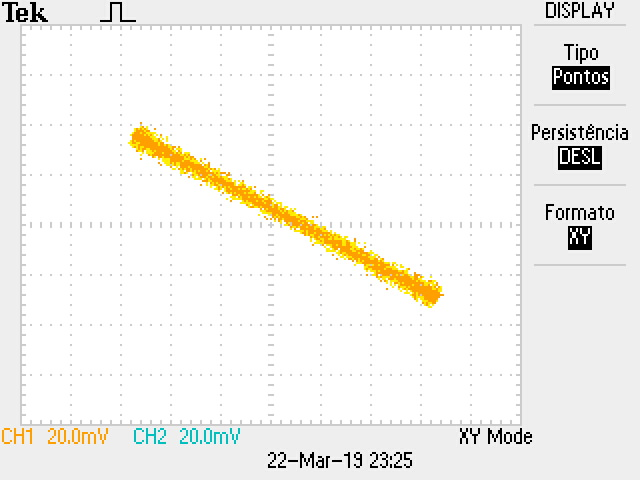 Tek
DISPLAY
Tipo
Pontos
Persistência
DESL
Formato
XY
CH1 20.0mV CH2 20.0mV XY Mode
22-Mar-19 23:25